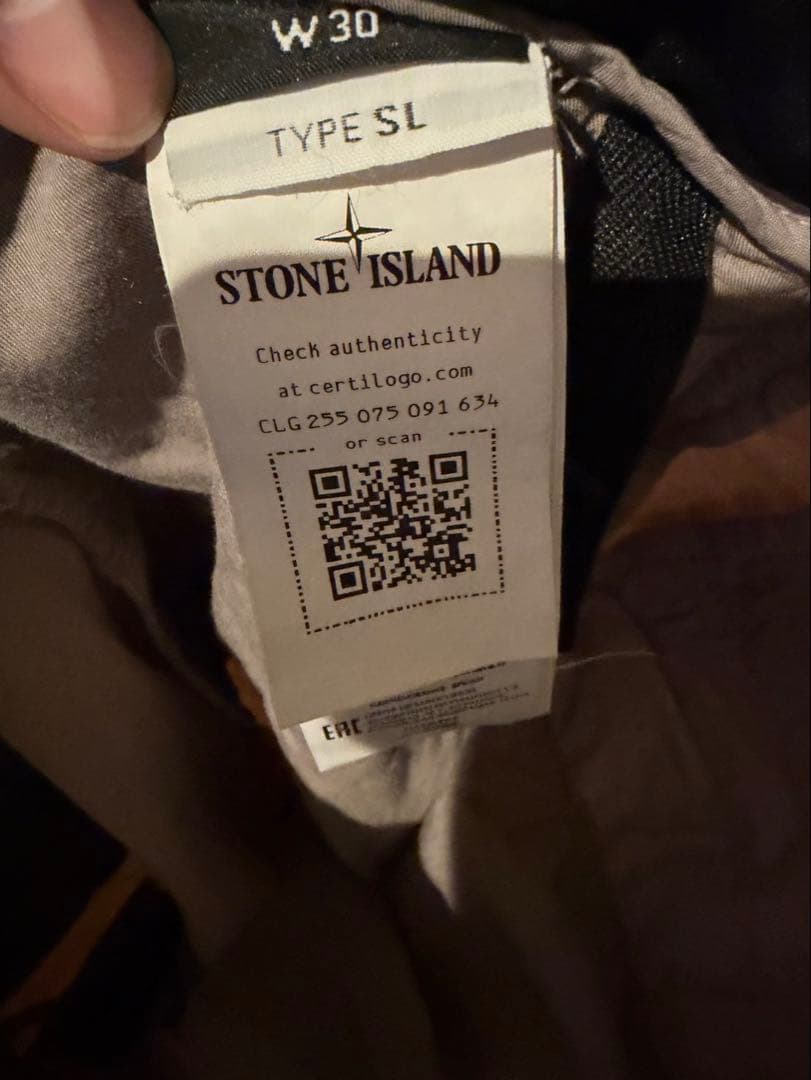 W 30
TYPE SL
STONE ISLAND
Check authenticity
at certilogo.com
CLG 255 075 091 634
or scan
EAC